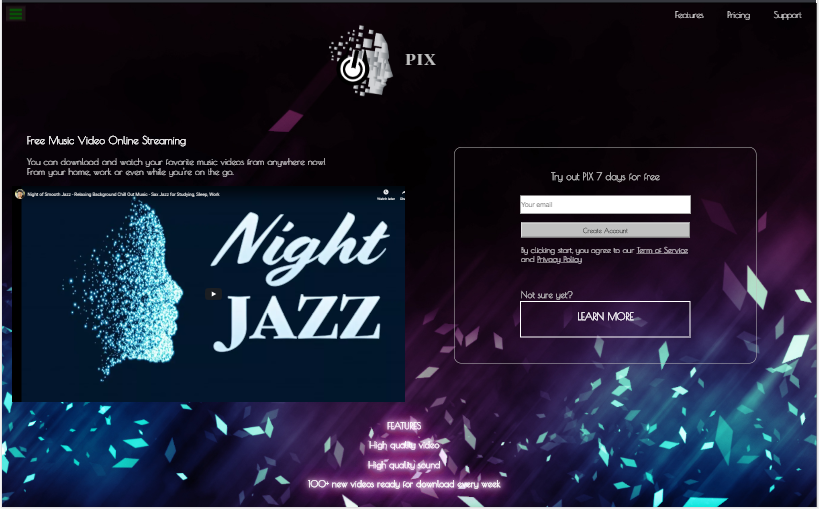 Features Pricing Support
PIX
Free Music Video Online Streaming
You can download and watch your favorite music videos from anywhere now!
From your home, work or even while you're on the go.
Night of Smooth Jazz - Relaxing Background Chill Out Music - Sax Jazz for Studying, Sleep, Work
Watch later
Night
JAZZ
Try out PIX 7 days for free
Your email
Create Account
By clicking start, you agree to our Term of Service
and Privacy Policy
Not sure yet?
LEARN MORE
FEATURES
High quality video
High quality sound
100+ new videos ready for download every week